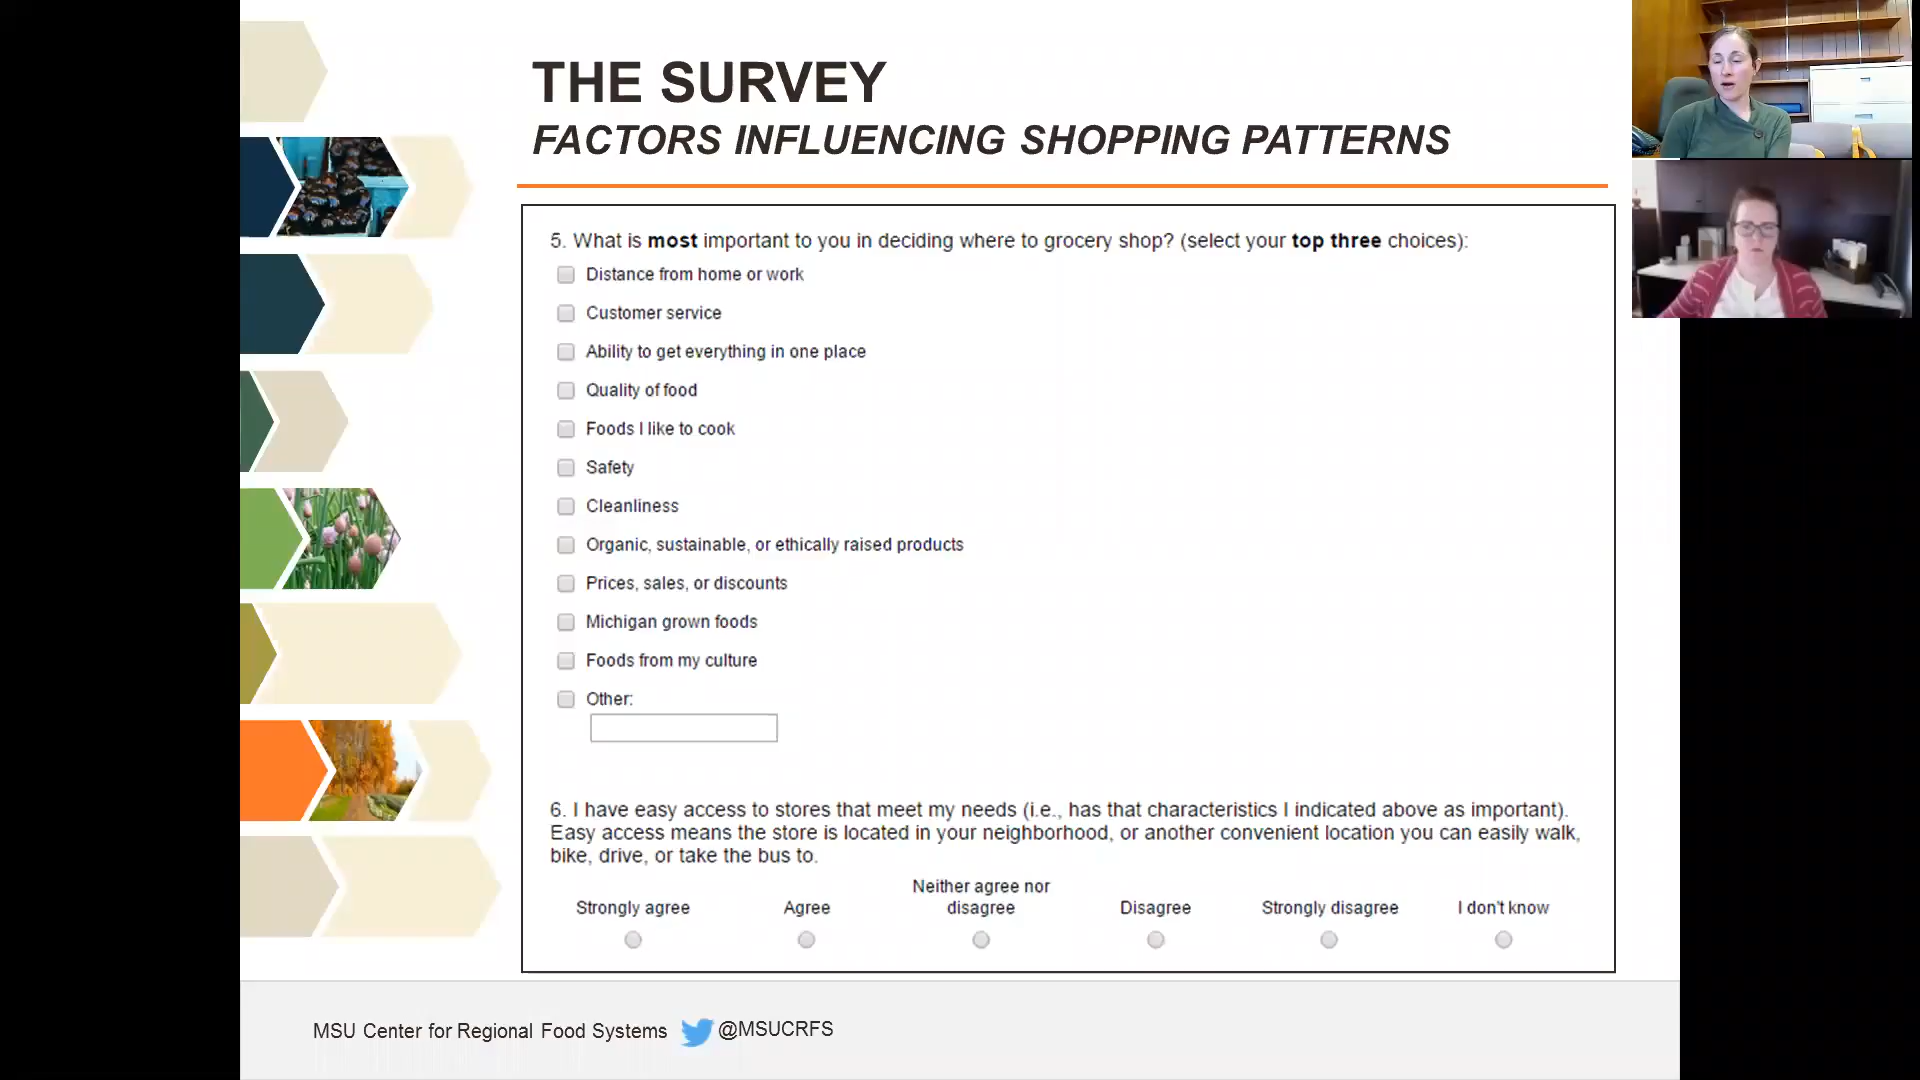 THE SURVEY
FACTORS INFLUENCING SHOPPING PATTERNS
5. What is most important to you in deciding where to grocery shop? (select your top three choices):
Distance from home or work
Customer service
Ability to get everything in one place
Quality of food
Foods I like to cook
Safety
Cleanliness
Organic, sustainable, or ethically raised products
Prices, sales, or discounts
Michigan grown foods
Foods from my culture
Other:
6. I have easy access to stores that meet my needs (i.e., has that characteristics I indicated above as important).
Easy access means the store is located in your neighborhood, or another convenient location you can easily walk,
bike, drive, or take the bus to.
Strongly agree Agree Neither agree nor disagree Disagree Strongly disagree I don't know
MSU Center for Regional Food Systems @MSUCRFS